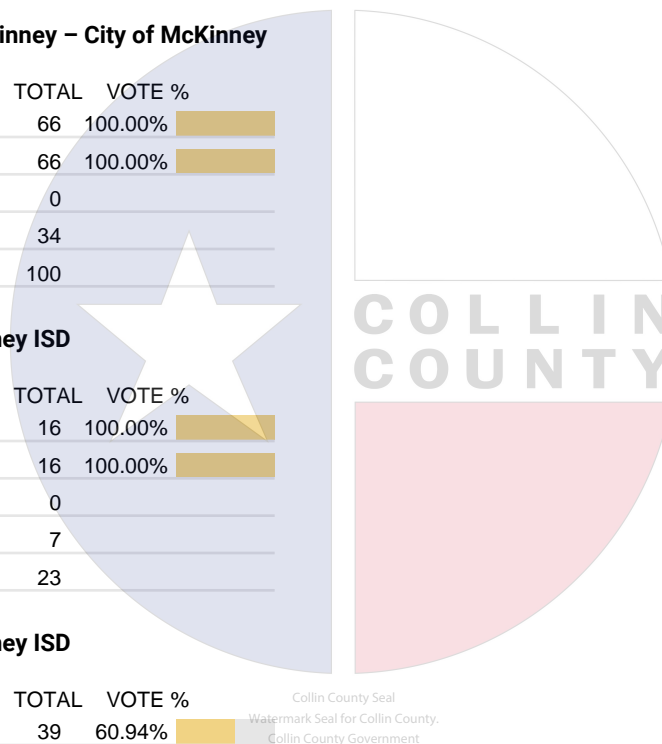 inney – City of McKinney
TOTAL VOTE %
66 100.00%
66 100.00%
0
34
100
COLLIN
COUNTY
ney ISD
TOTAL VOTE %
16 100.00%
16 100.00%
0
7
23
ney ISD
TOTAL VOTE %
39 60.94%
Collin County Seal
Watermark Seal for Collin County.
Collin County Government